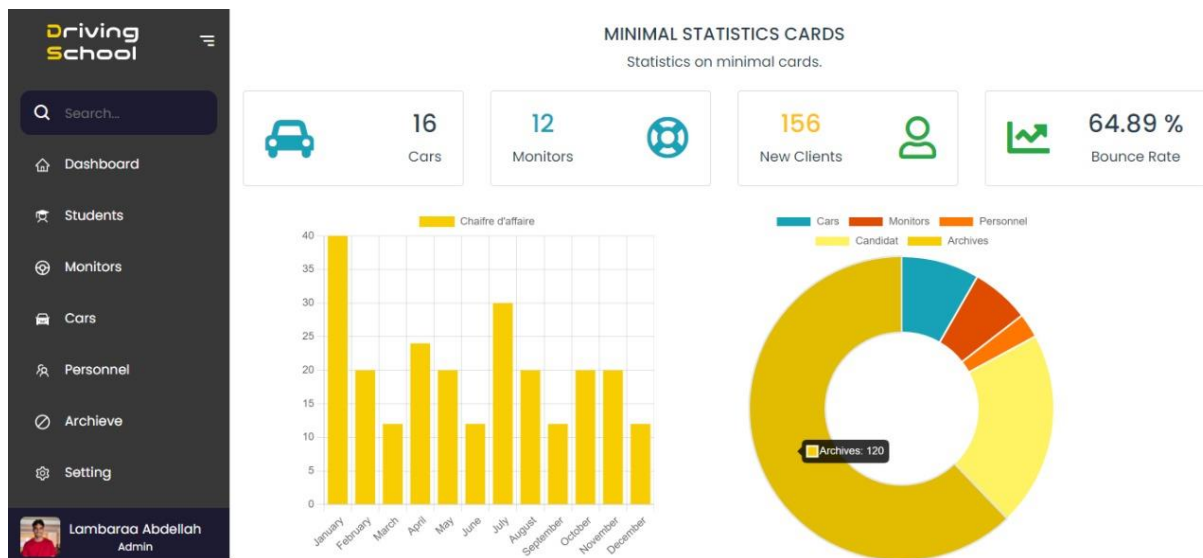 Driving
School
Search...
Dashboard
Students
Monitors
Cars
Personnel
Archieve
Setting
Lambaraa Abdellah
Admin
MINIMAL STATISTICS CARDS
Statistics on minimal cards.
16
Cars
12
Monitors
156
New Clients
64.89 %
Bounce Rate
Chaifre d'affaire
40
35
30
25
20
15
10
5
0
January
February
March
April
May
June
July
August
September
October
November
December
Cars Monitors Personnel
Candidat Archives
Archives: 120